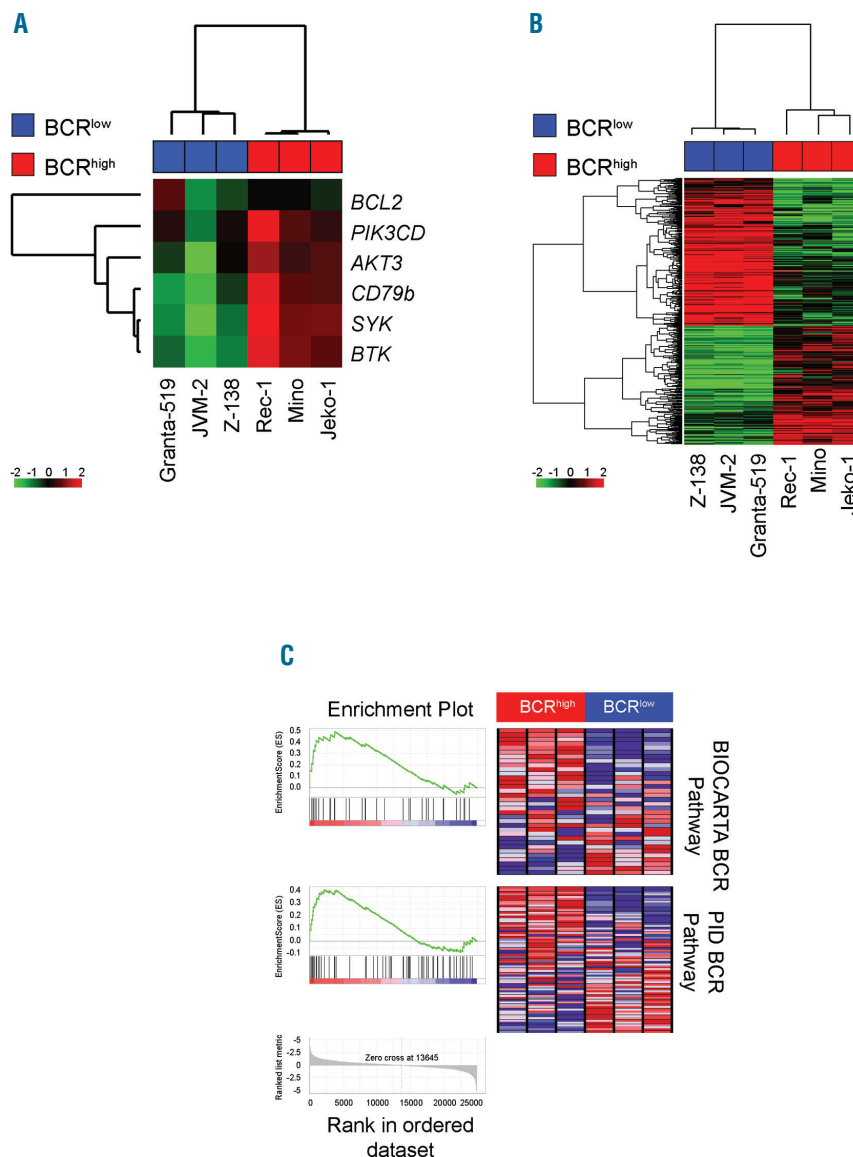 A
BCRlow
BCRhigh
BCL2
PIK3CD
AKT3
CD79b
SYK
BTK
Granta-519
JVM-2
Z-138
Rec-1
Mino
Jeko-1
-2 -1 0 1 2
B
BCRlow
BCRhigh
Z-138
JVM-2
Granta-519
Rec-1
Mino
Jeko-1
-2 -1 0 1 2
C
Enrichment Plot
BCRhigh
BCRlow
EnrichmentScore (ES)
0.5
0.4
0.3
0.2
0.1
0.0
BIOCARTA BCR
Pathway
EnrichmentScore (ES)
0.4
0.3
0.2
0.1
0.0
-0.1
PID BCR
Pathway
Ranked list metric
-5
-2.5
0
-2.5
-5
Zero cross at 13645
0 5000 10000 15000 20000 25000
Rank in ordered
dataset